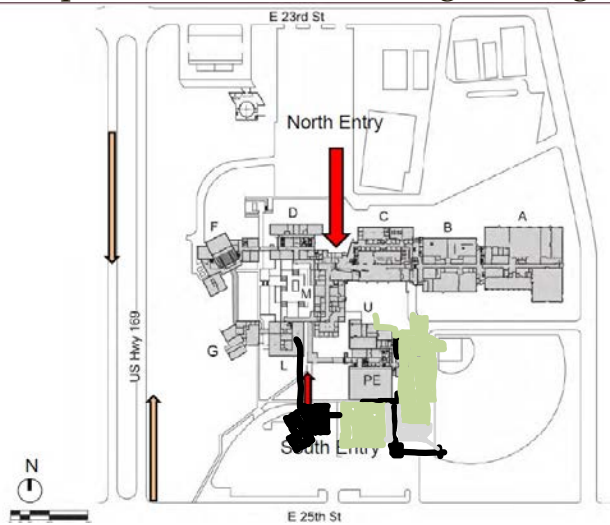 E 23rd St
North Entry
D
C
B
A
F
M
U
US Hwy 169
G
L
PE
South Entry
N
E 25th St